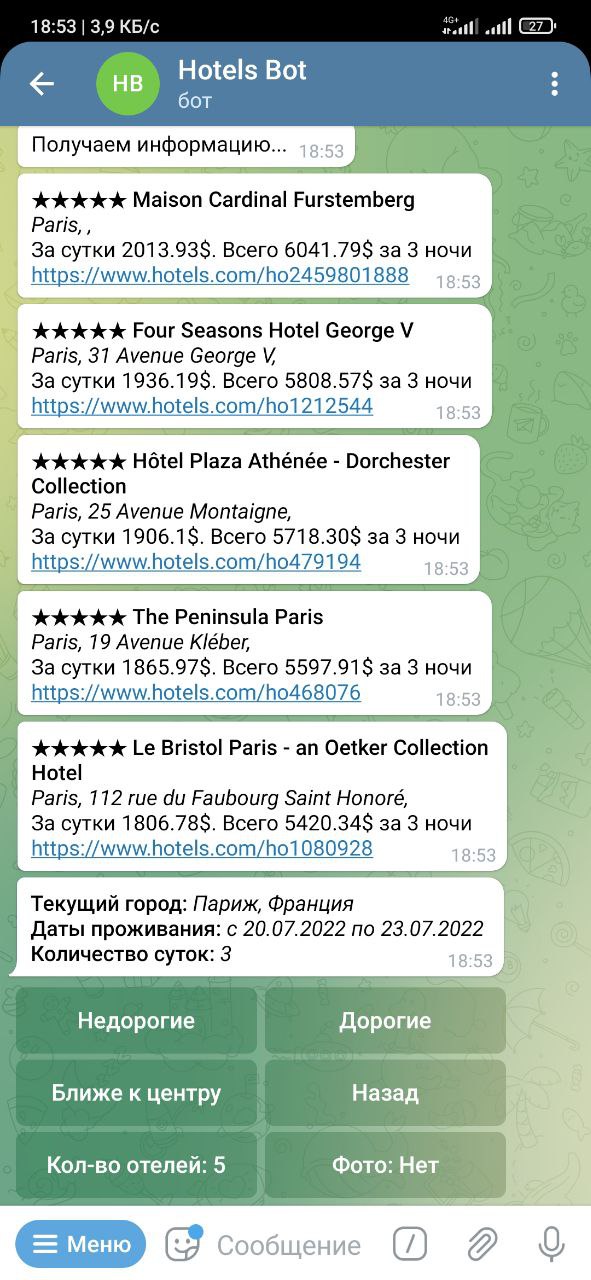 18:53 | 3,9 КБ/с
4G+
27
HB
Hotels Bot
бот
Получаем информацию...
18:53
★★★★★ Maison Cardinal Furstemberg
Paris, ,
За сутки 2013.93$. Всего 6041.79$ за 3 ночи
https://www.hotels.com/ho2459801888
18:53
★★★★★ Four Seasons Hotel George V
Paris, 31 Avenue George V,
За сутки 1936.19$. Всего 5808.57$ за 3 ночи
https://www.hotels.com/ho1212544
18:53
★★★★★ Hôtel Plaza Athénée - Dorchester
Collection
Paris, 25 Avenue Montaigne,
За сутки 1906.1$. Всего 5718.30$ за 3 ночи
https://www.hotels.com/ho479194
18:53
★★★★★ The Peninsula Paris
Paris, 19 Avenue Kléber,
За сутки 1865.97$. Всего 5597.91$ за 3 ночи
https://www.hotels.com/ho468076
18:53
★★★★★ Le Bristol Paris - an Oetker Collection
Hotel
Paris, 112 rue du Faubourg Saint Honoré,
За сутки 1806.78$. Всего 5420.34$ за 3 ночи
https://www.hotels.com/ho1080928
18:53
Текущий город: Париж, Франция
Даты проживания: с 20.07.2022 по 23.07.2022
Количество суток: 3
18:53
Недорогие
Дорогие
Ближе к центру
Назад
Кол-во отелей: 5
Фото: Нет
Меню
Сообщение
/